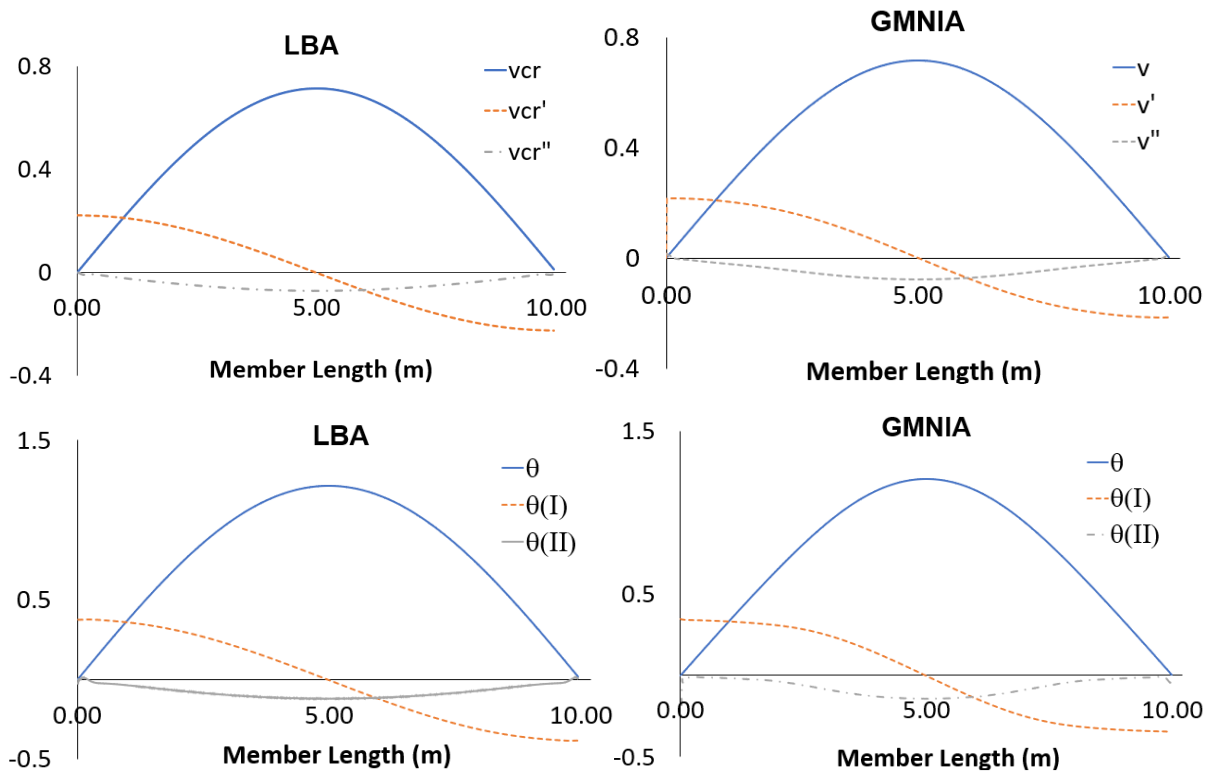 LBA
0.8
0.4
0
-0.4
vcr
vcr'
vcr"
0.00
5.00
10.00
Member Length (m)
GMNIA
0.8
0.4
0
-0.4
v
v'
v"
0.00
5.00
10.00
Member Length (m)
LBA
1.5
0.5
-0.5
θ
θ(I)
θ(II)
0.00
5.00
10.00
Member Length (m)
GMNIA
1.5
0.5
-0.5
θ
θ(I)
θ(II)
0.00
5.00
10.00
Member Length (m)